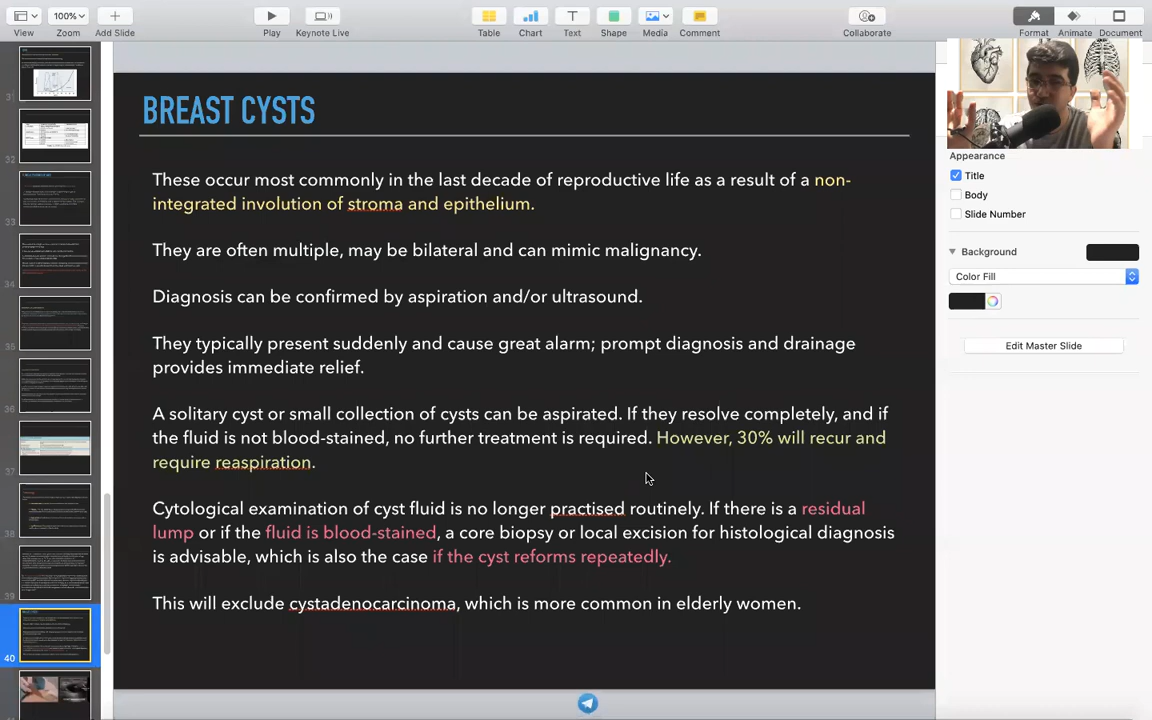 100%
View
Zoom
Add Slide
Play
Keynote Live
Table
Chart
Text
Shape
Media
Comment
Collaborate
Format
Animate
Document
31
32
33
34
35
36
37
38
39
40
BREAST CYSTS
These occur most commonly in the last decade of reproductive life as a result of a non-
integrated involution of stroma and epithelium.
They are often multiple, may be bilateral and can mimic malignancy.
Diagnosis can be confirmed by aspiration and/or ultrasound.
They typically present suddenly and cause great alarm; prompt diagnosis and drainage
provides immediate relief.
A solitary cyst or small collection of cysts can be aspirated. If they resolve completely, and if
the fluid is not blood-stained, no further treatment is required. However, 30% will recur and
require reaspiration.
Cytological examination of cyst fluid is no longer practised routinely. If there is a residual
lump or if the fluid is blood-stained, a core biopsy or local excision for histological diagnosis
is advisable, which is also the case if the cyst reforms repeatedly.
This will exclude cystadenocarcinoma, which is more common in elderly women.
Appearance
Title
Body
Slide Number
Background
Color Fill
Edit Master Slide